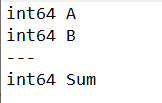 int64 A
int64 B
---
int64 Sum